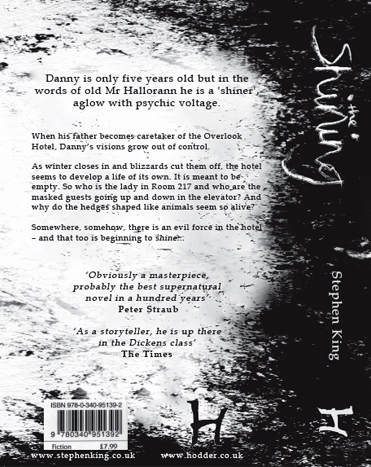 Danny is only five years old but in the
words of old Mr Hallorann he is a 'shiner',
aglow with psychic voltage.
When his father becomes caretaker of the Overlook
Hotel, Danny's visions grow out of control.
As winter closes in and blizzards cut them off, the hotel
seems to develop a life of its own. It is meant to be
empty. So who is the lady in Room 217 and who are the
masked guests going up and down in the elevator? And
why do the hedges shaped like animals seem so alive?
Somewhere, somehow, there is an evil force in the hotel
– and that too is beginning to shine...
'Obviously a masterpiece,
probably the best supernatural
novel in a hundred years'
Peter Straub
'As a storyteller, he is up there
in the Dickens class'
The Times
ISBN 978-0-340-95139-2
9 780340 951392
Fiction £7.99
www.stephenking.co.uk www.hodder.co.uk
H
the
Shining
Stephen King
H